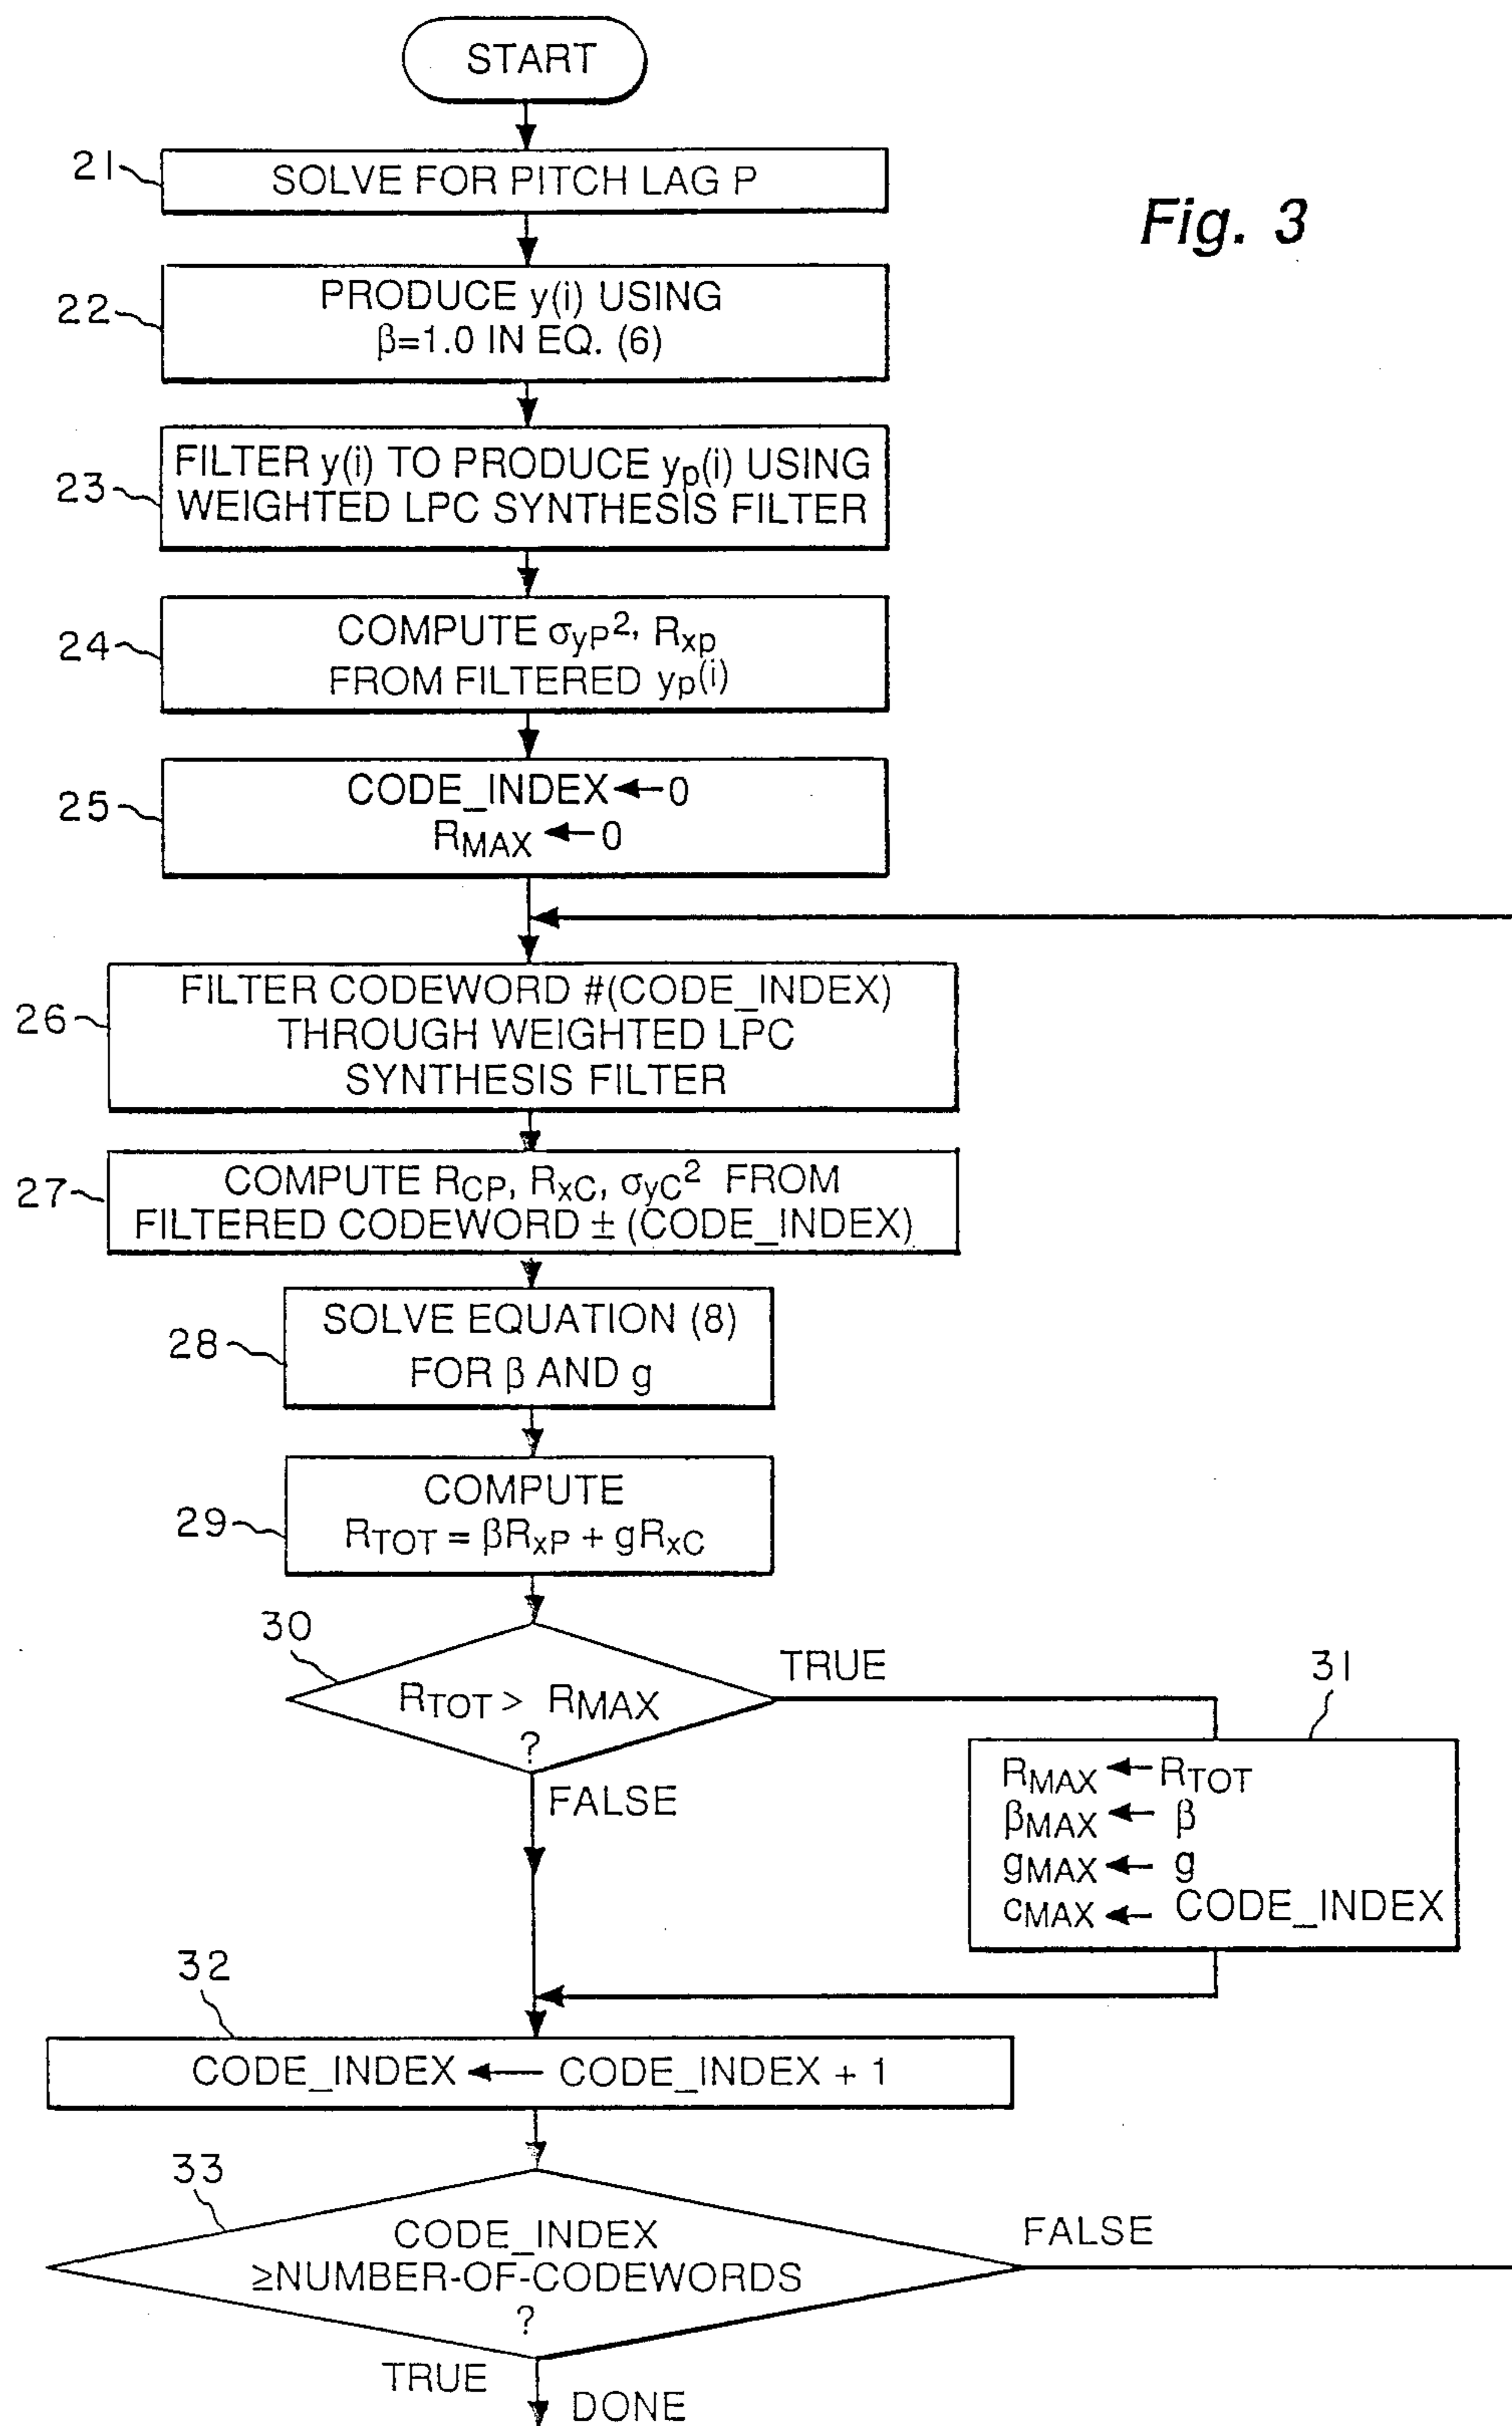 START
21
SOLVE FOR PITCH LAG P
Fig. 3
22
PRODUCE y(i) USING
β=1.0 IN EQ. (6)
23
FILTER y(i) TO PRODUCE yp(i) USING
WEIGHTED LPC SYNTHESIS FILTER
24
COMPUTE σyP², Rxp
FROM FILTERED yp(i)
25
CODE_INDEX←0
RMAX ←0
26
FILTER CODEWORD #(CODE_INDEX)
THROUGH WEIGHTED LPC
SYNTHESIS FILTER
27
COMPUTE RCP, RxC, σyC² FROM
FILTERED CODEWORD ± (CODE_INDEX)
28
SOLVE EQUATION (8)
FOR β AND g
29
COMPUTE
RTOT = βRxP + gRxC
30
RTOT > RMAX
?
TRUE
FALSE
31
RMAX ← RTOT
βMAX ← β
gMAX ← g
cMAX ← CODE_INDEX
32
CODE_INDEX ← CODE_INDEX + 1
33
CODE_INDEX
≥NUMBER-OF-CODEWORDS
?
FALSE
TRUE
DONE